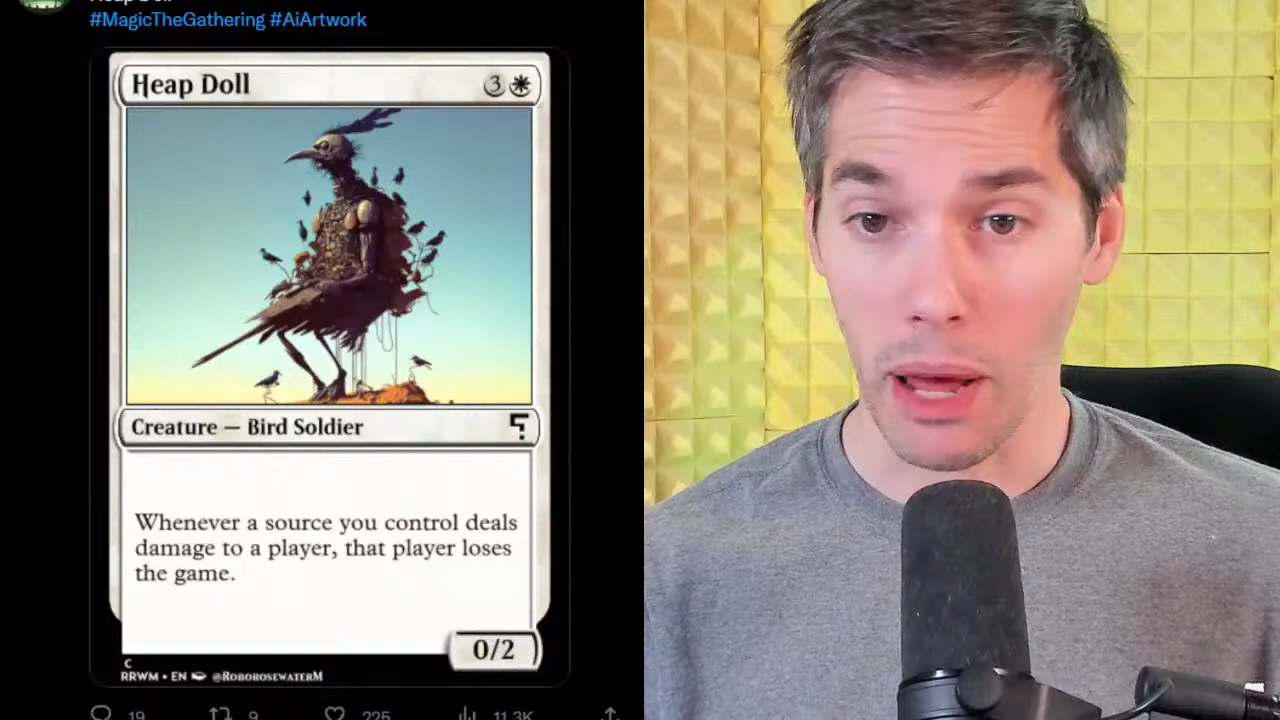 #MagicTheGathering #AiArtwork
Heap Doll 3
Creature — Bird Soldier
Whenever a source you control deals
damage to a player, that player loses
the game.
0/2
C
RRWM • EN @ROBOROSEWATERM
19 9 225 11.3K